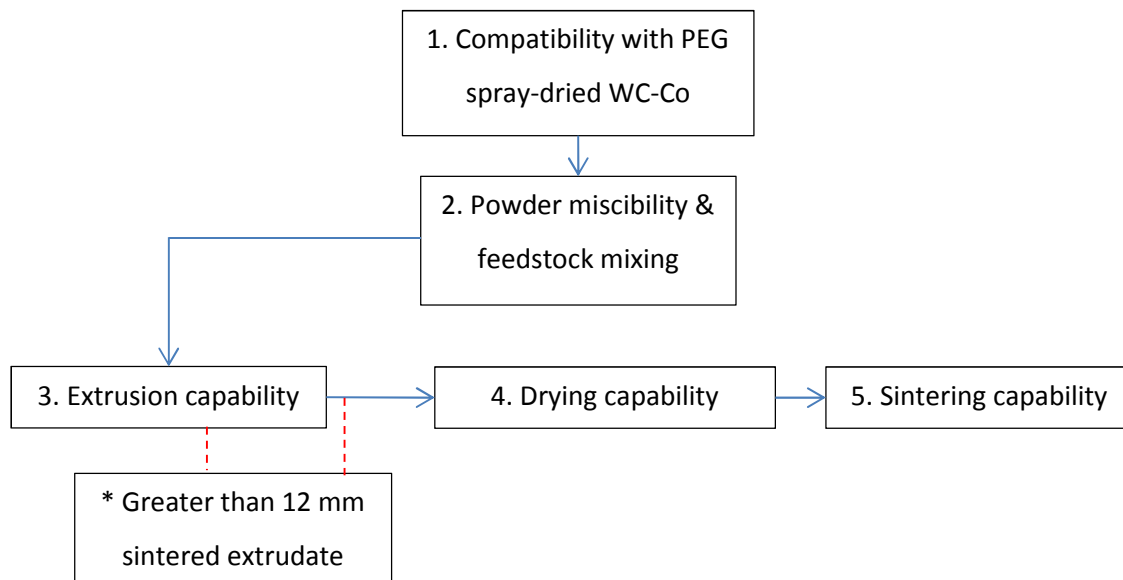 1. Compatibility with PEG
spray-dried WC-Co
2. Powder miscibility &
feedstock mixing
3. Extrusion capability
4. Drying capability
5. Sintering capability
* Greater than 12 mm
sintered extrudate